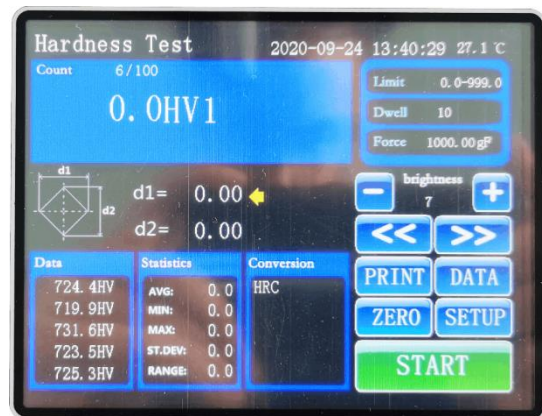 Hardness Test 2020-09-24 13:40:29 27.1℃
Count 6/100
0.0HV1
Limit 0.0-999.0
Dwell 10
Force 1000.00gF
d1
d2
d1= 0.00
d2= 0.00
- brightness +
7
<< >>
Data
724.4HV
719.9HV
731.6HV
723.5HV
725.3HV
Statistics
AVG: 0.0
MIN: 0.0
MAX: 0.0
ST.DEV: 0.0
RANGE: 0.0
Conversion
HRC
PRINT DATA
ZERO SETUP
START